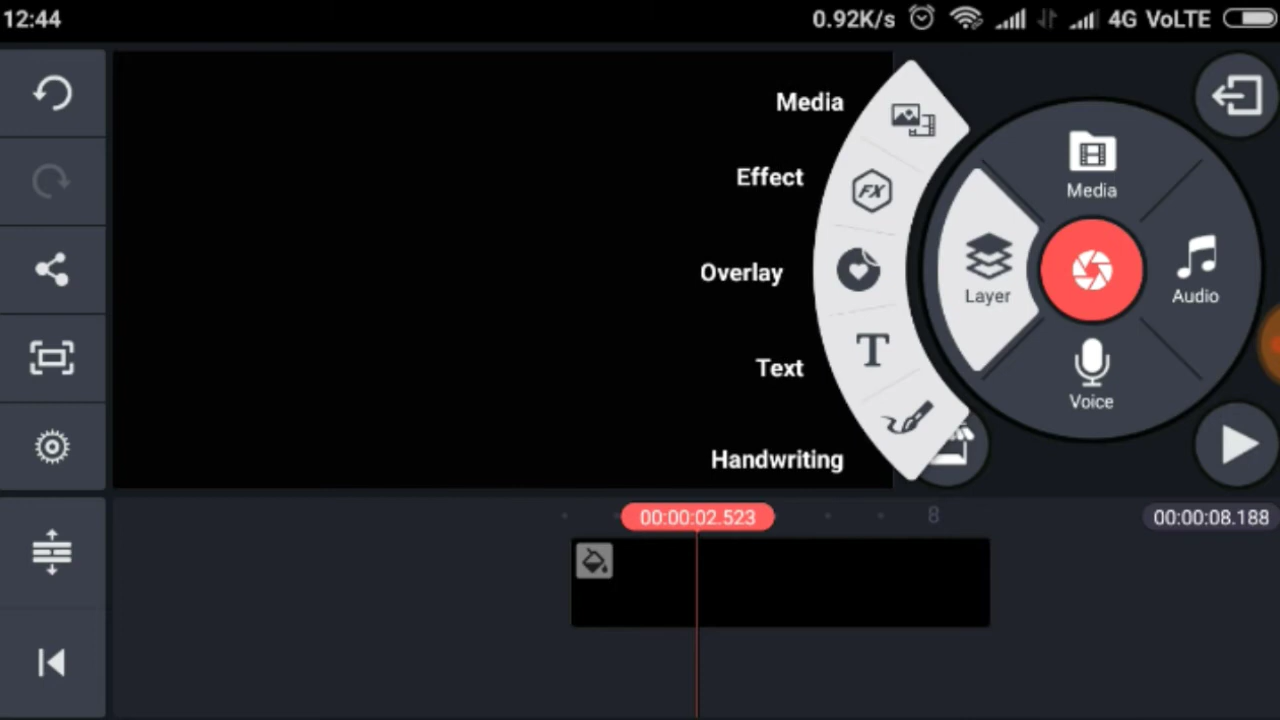 12:44
0.92K/s 4G VoLTE
Media
Effect
Overlay
Text
Handwriting
FX
T
Media
Layer
Audio
Voice
00:00:02.523
8
00:00:08.188